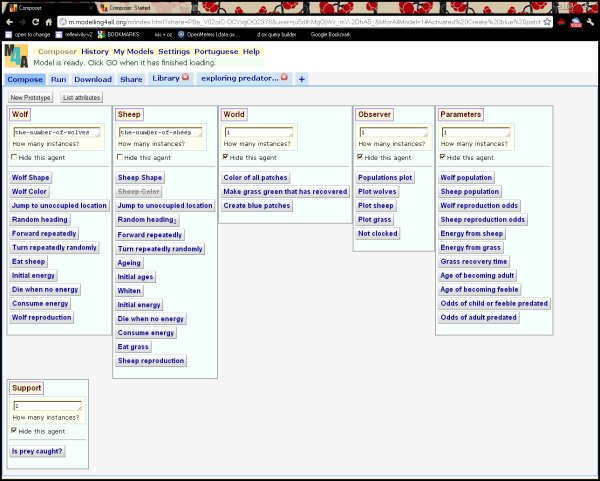 Composer
Composer: Started
m.modelling4all.org/m/index.html?share=
open to change
reflexivity-2
BOOKMARKS
isis + oz
OpenMeteo | data ox...
d ox query builder
Google Bookmark
M4A
Composer History My Models Settings Portuguese Help
Model is ready. Click GO when it has finished loading.
Compose Run Download Share Library exploring predator... +
New Prototype List attributes
Wolf
the-number-of-wolves
How many instances?
Hide this agent
Wolf Shape
Wolf Color
Jump to unoccupied location
Random heading
Forward repeatedly
Turn repeatedly randomly
Eat sheep
Initial energy
Die when no energy
Consume energy
Wolf reproduction
Sheep
the-number-of-sheep
How many instances?
Hide this agent
Sheep Shape
Sheep Color
Jump to unoccupied location
Random heading
Forward repeatedly
Turn repeatedly randomly
Ageing
Initial ages
Whiten
Initial energy
Die when no energy
Consume energy
Eat grass
Sheep reproduction
World
1
How many instances?
Hide this agent
Color of all patches
Make grass green that has recovered
Create blue patches
Observer
1
How many instances?
Hide this agent
Populations plot
Plot wolves
Plot sheep
Plot grass
Not clocked
Parameters
1
How many instances?
Hide this agent
Wolf population
Sheep population
Wolf reproduction odds
Sheep reproduction odds
Energy from sheep
Energy from grass
Grass recovery time
Age of becoming adult
Age of becoming feeble
Odds of child or feeble predated
Odds of adult predated
Support
1
How many instances?
Hide this agent
Is prey caught?